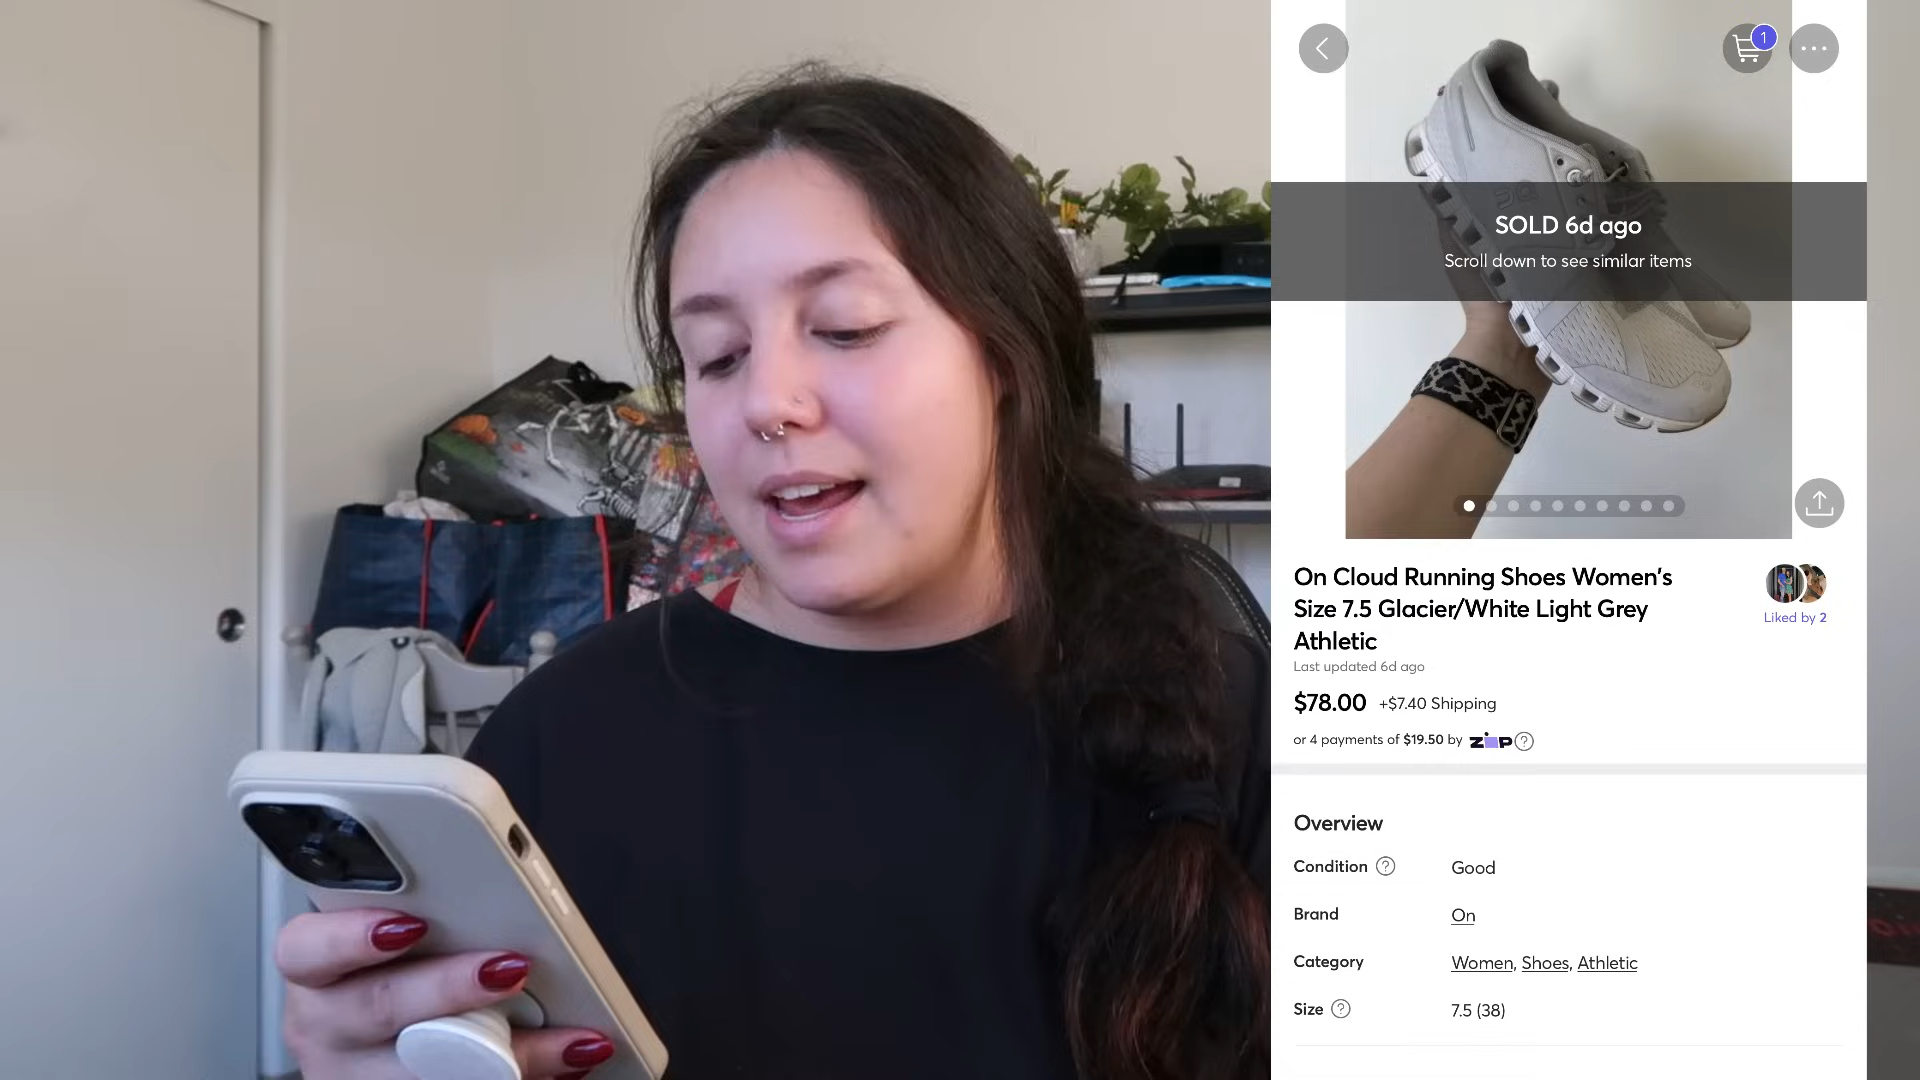 1
SOLD 6d ago
Scroll down to see similar items
On Cloud Running Shoes Women's
Size 7.5 Glacier/White Light Grey
Athletic
Liked by 2
Last updated 6d ago
$78.00 +$7.40 Shipping
or 4 payments of $19.50 by ZIP ?
Overview
Condition ? Good
Brand On
Category Women, Shoes, Athletic
Size ? 7.5 (38)